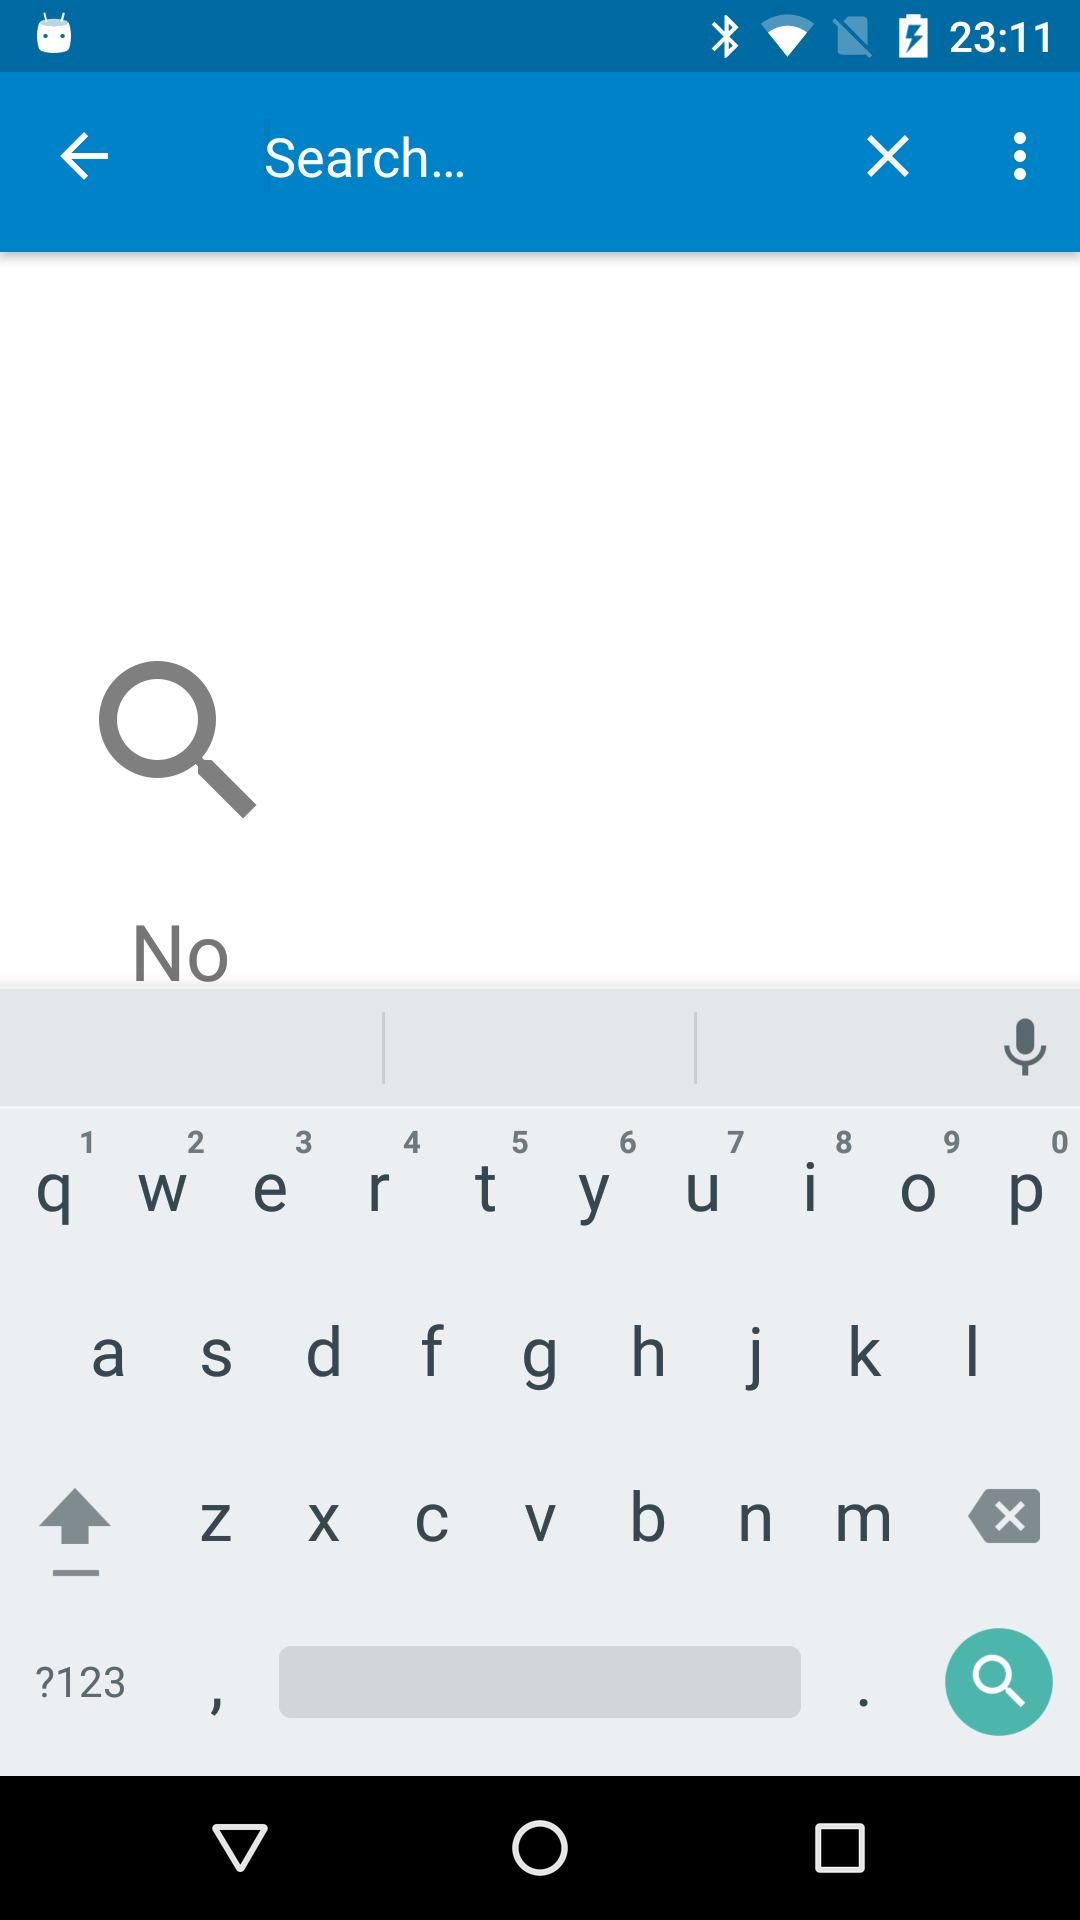 23:11
Search...
No
1 2 3 4 5 6 7 8 9 0
q w e r t y u i o p
a s d f g h j k l
z x c v b n m
?123 , .